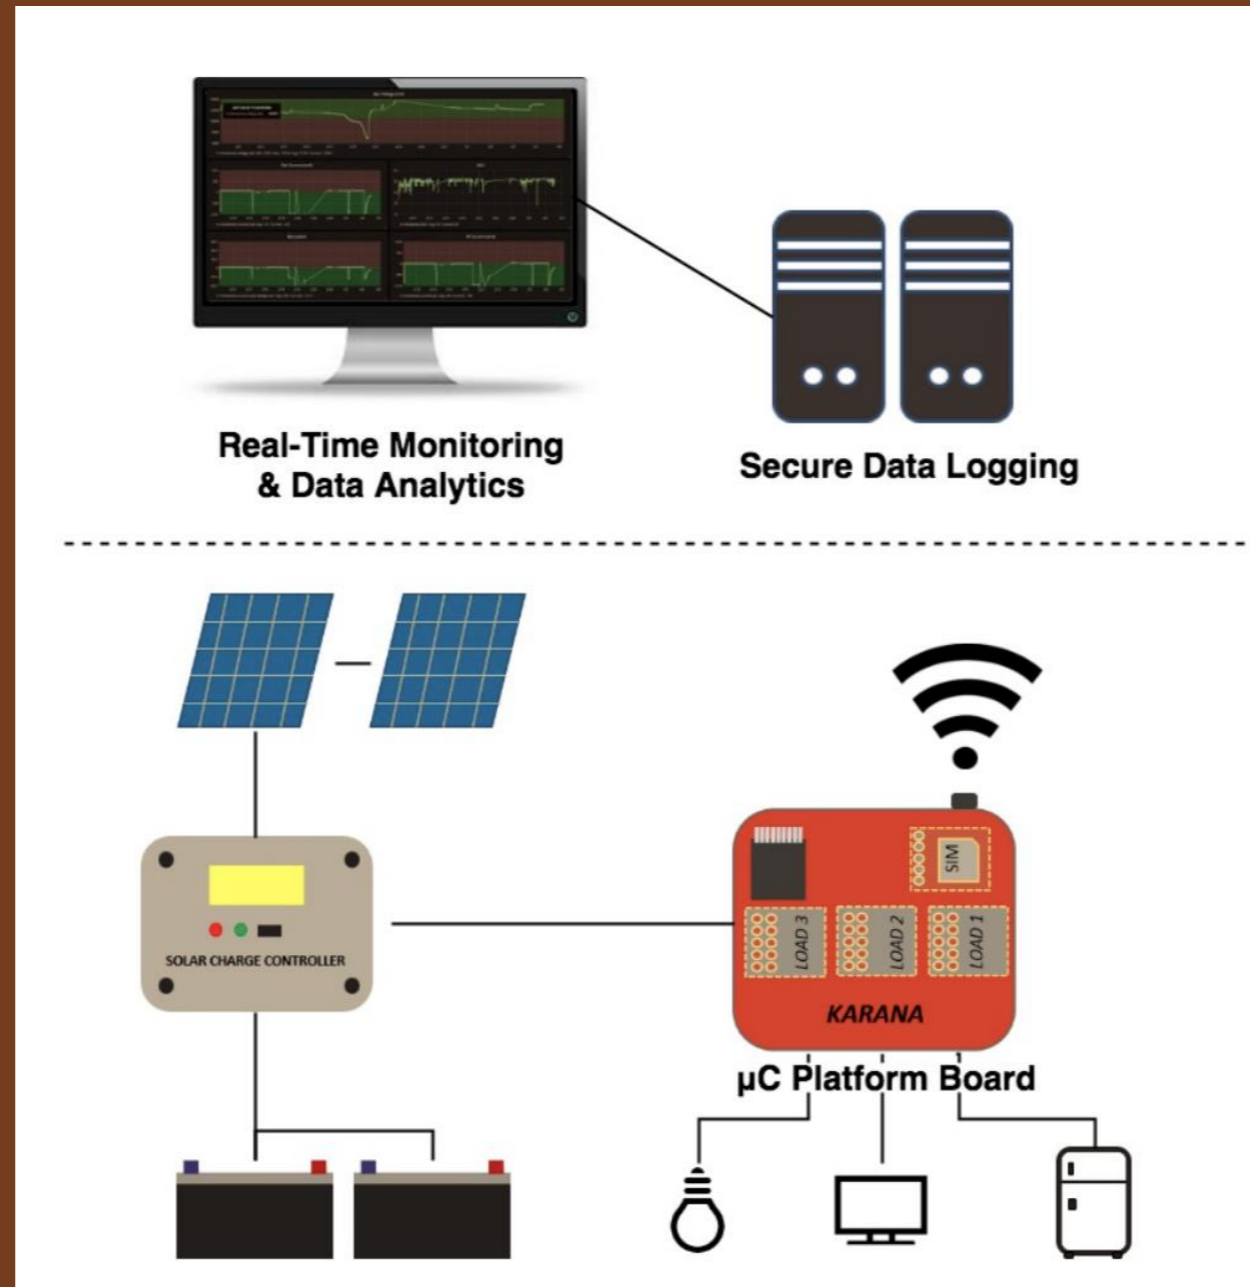 Real-Time Monitoring
& Data Analytics
Secure Data Logging
SOLAR CHARGE CONTROLLER
SIM
LOAD 3
LOAD 2
LOAD 1
KARANA
µC Platform Board